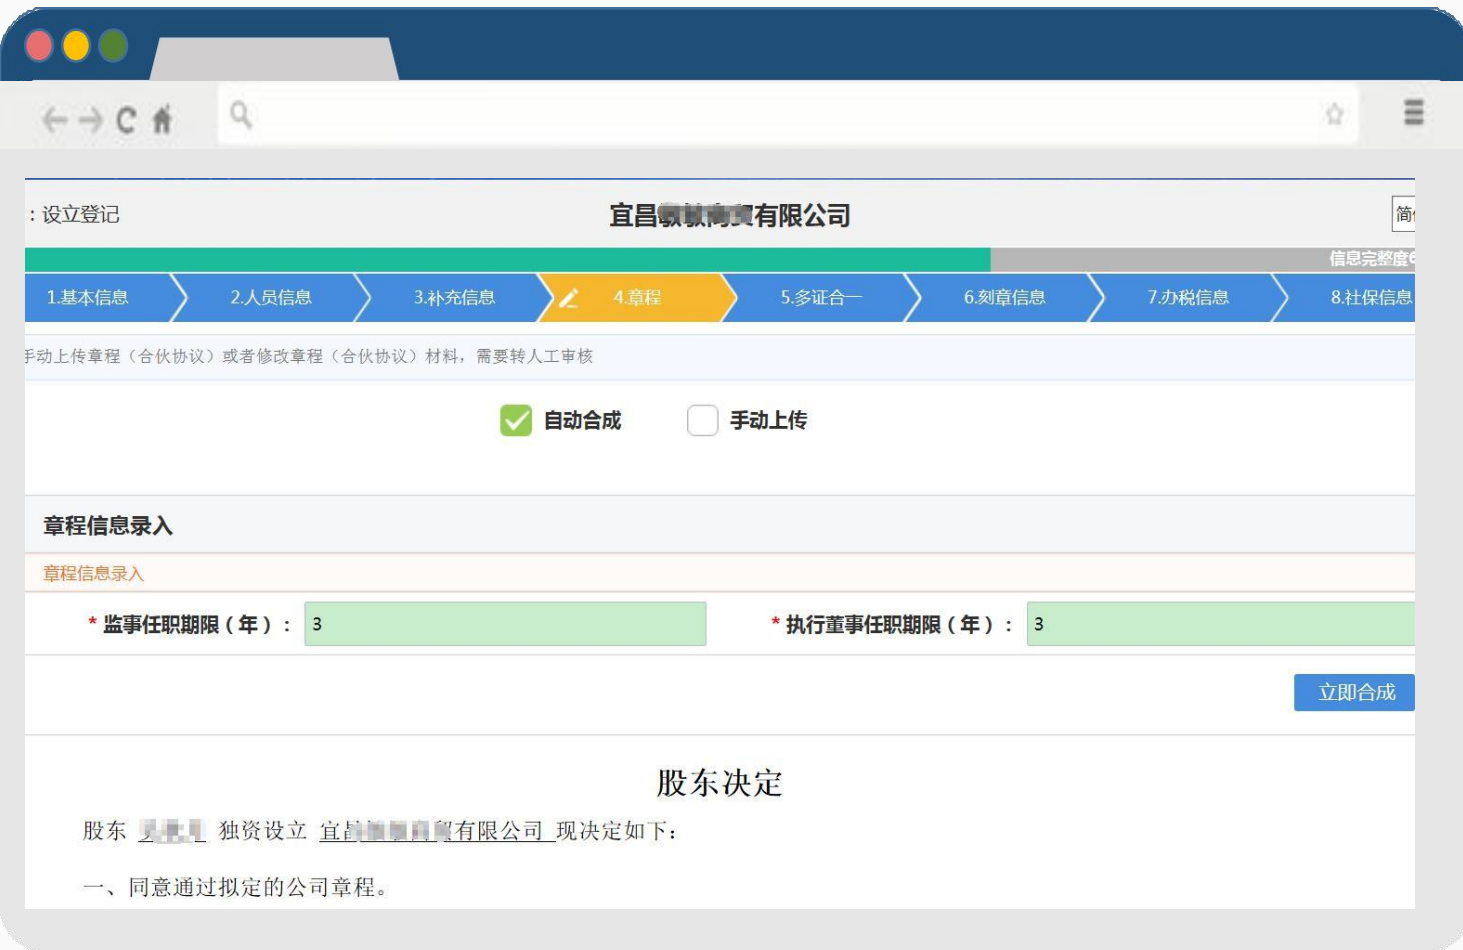 ：设立登记
宜昌有限公司
简
信息完整度6
1.基本信息
2.人员信息
3.补充信息
4.章程
5.多证合一
6.刻章信息
7.办税信息
8.社保信息
手动上传章程（合伙协议）或者修改章程（合伙协议）材料，需要转人工审核
自动合成
手动上传
章程信息录入
章程信息录入
* 监事任职期限（年）： 3
* 执行董事任职期限（年）： 3
立即合成
股东决定
股东 独资设立 宜昌贸有限公司 现决定如下：
一、同意通过拟定的公司章程。